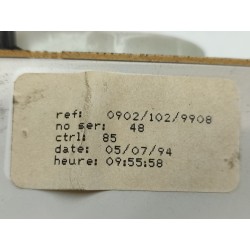 ref: 0902/102/9908
no ser: 48
ctrl: 85
date: 05/07/94
heure: 09:55:58